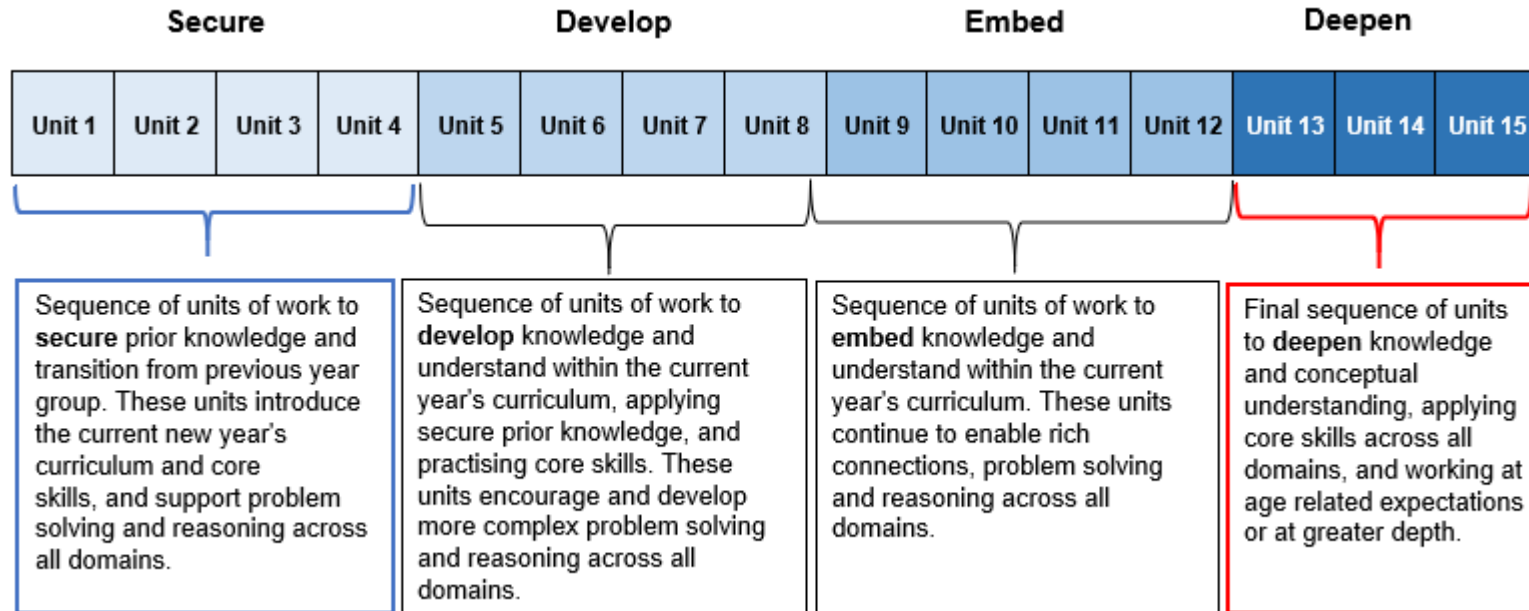 Secure
Develop
Embed
Deepen
Unit 1
Unit 2
Unit 3
Unit 4
Unit 5
Unit 6
Unit 7
Unit 8
Unit 9
Unit 10
Unit 11
Unit 12
Unit 13
Unit 14
Unit 15
Sequence of units of work to
secure prior knowledge and
transition from previous year
group. These units introduce
the current new year's
curriculum and core
skills, and support problem
solving and reasoning across
all domains.
Sequence of units of work to
develop knowledge and
understand within the current
year's curriculum, applying
secure prior knowledge, and
practising core skills. These
units encourage and develop
more complex problem solving
and reasoning across all
domains.
Sequence of units of work to
embed knowledge and
understand within the current
year's curriculum. These units
continue to enable rich
connections, problem solving
and reasoning across all
domains.
Final sequence of units
to deepen knowledge
and conceptual
understanding, applying
core skills across all
domains, and working at
age related expectations
or at greater depth.